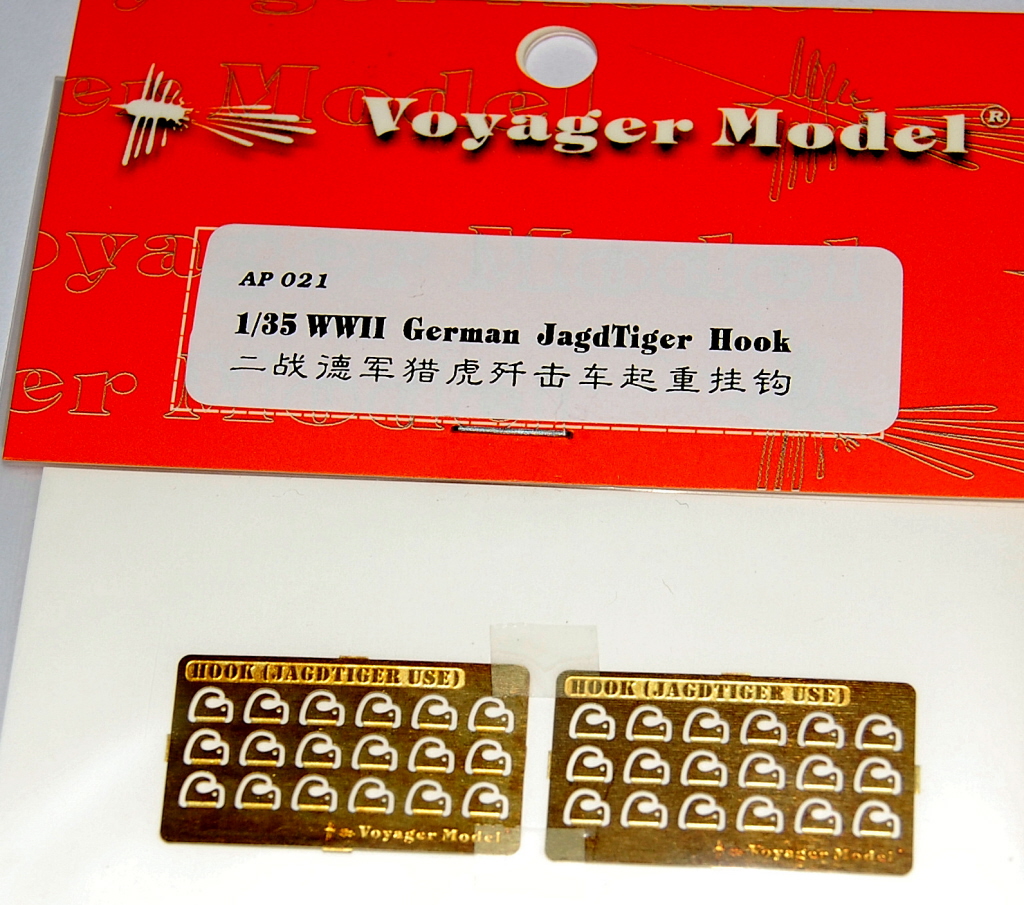 Voyager Model®
AP 021
1/35 WWII German JagdTiger Hook
二战德军猎虎歼击车起重挂钩
HOOK (JAGDTIGER USE)
Voyager Model
HOOK (JAGDTIGER USE)
Voyager Model